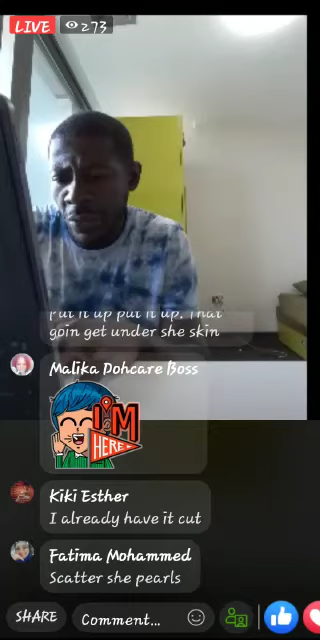 LIVE 273
put it up put it up. That
goin get under she skin
Malika Dohcare Boss
I'M
HERE
Kiki Esther
I already have it cut
Fatima Mohammed
Scatter she pearls
SHARE Comment...